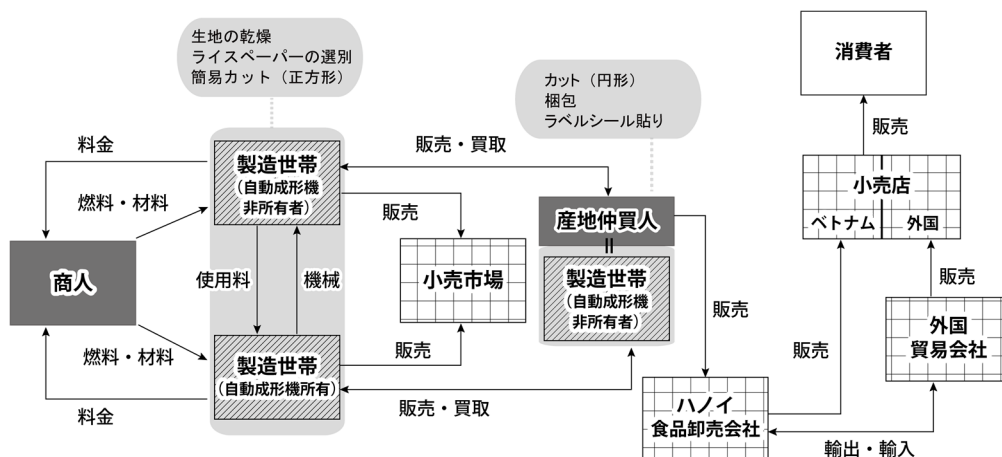 生地の乾燥
ライスペーパーの選別
簡易カット（正方形）
カット（円形）
梱包
ラベルシール貼り
消費者
販売
料金
製造世帯
（自動成形機
非所有者）
販売・買取
燃料・材料
販売
産地仲買人
小売店
ベトナム
外国
商人
使用料
機械
小売市場
製造世帯
（自動成形機
非所有者）
販売
販売
外国
貿易会社
燃料・材料
製造世帯
（自動成形機所有）
販売
販売
料金
販売・買取
ハノイ
食品卸売会社
輸出・輸入